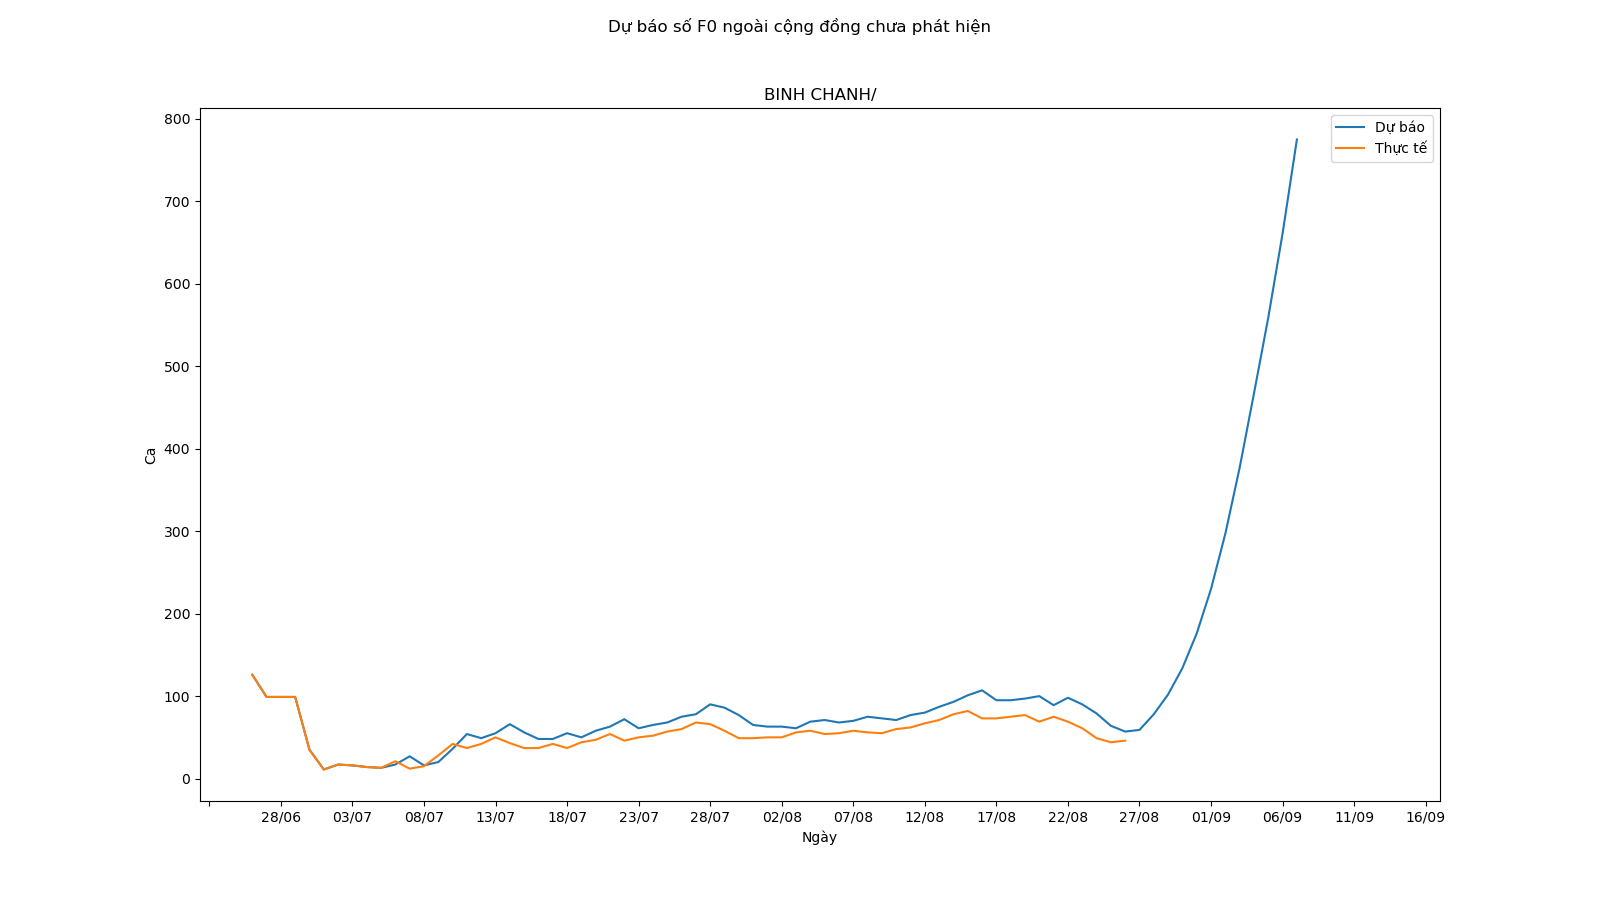 Dự báo số F0 ngoài cộng đồng chưa phát hiện
BINH CHANH/
Dự báo
Thực tế
800
700
600
500
400
300
200
100
0
Ca
28/06 03/07 08/07 13/07 18/07 23/07 28/07 02/08 07/08 12/08 17/08 22/08 27/08 01/09 06/09 11/09 16/09
Ngày